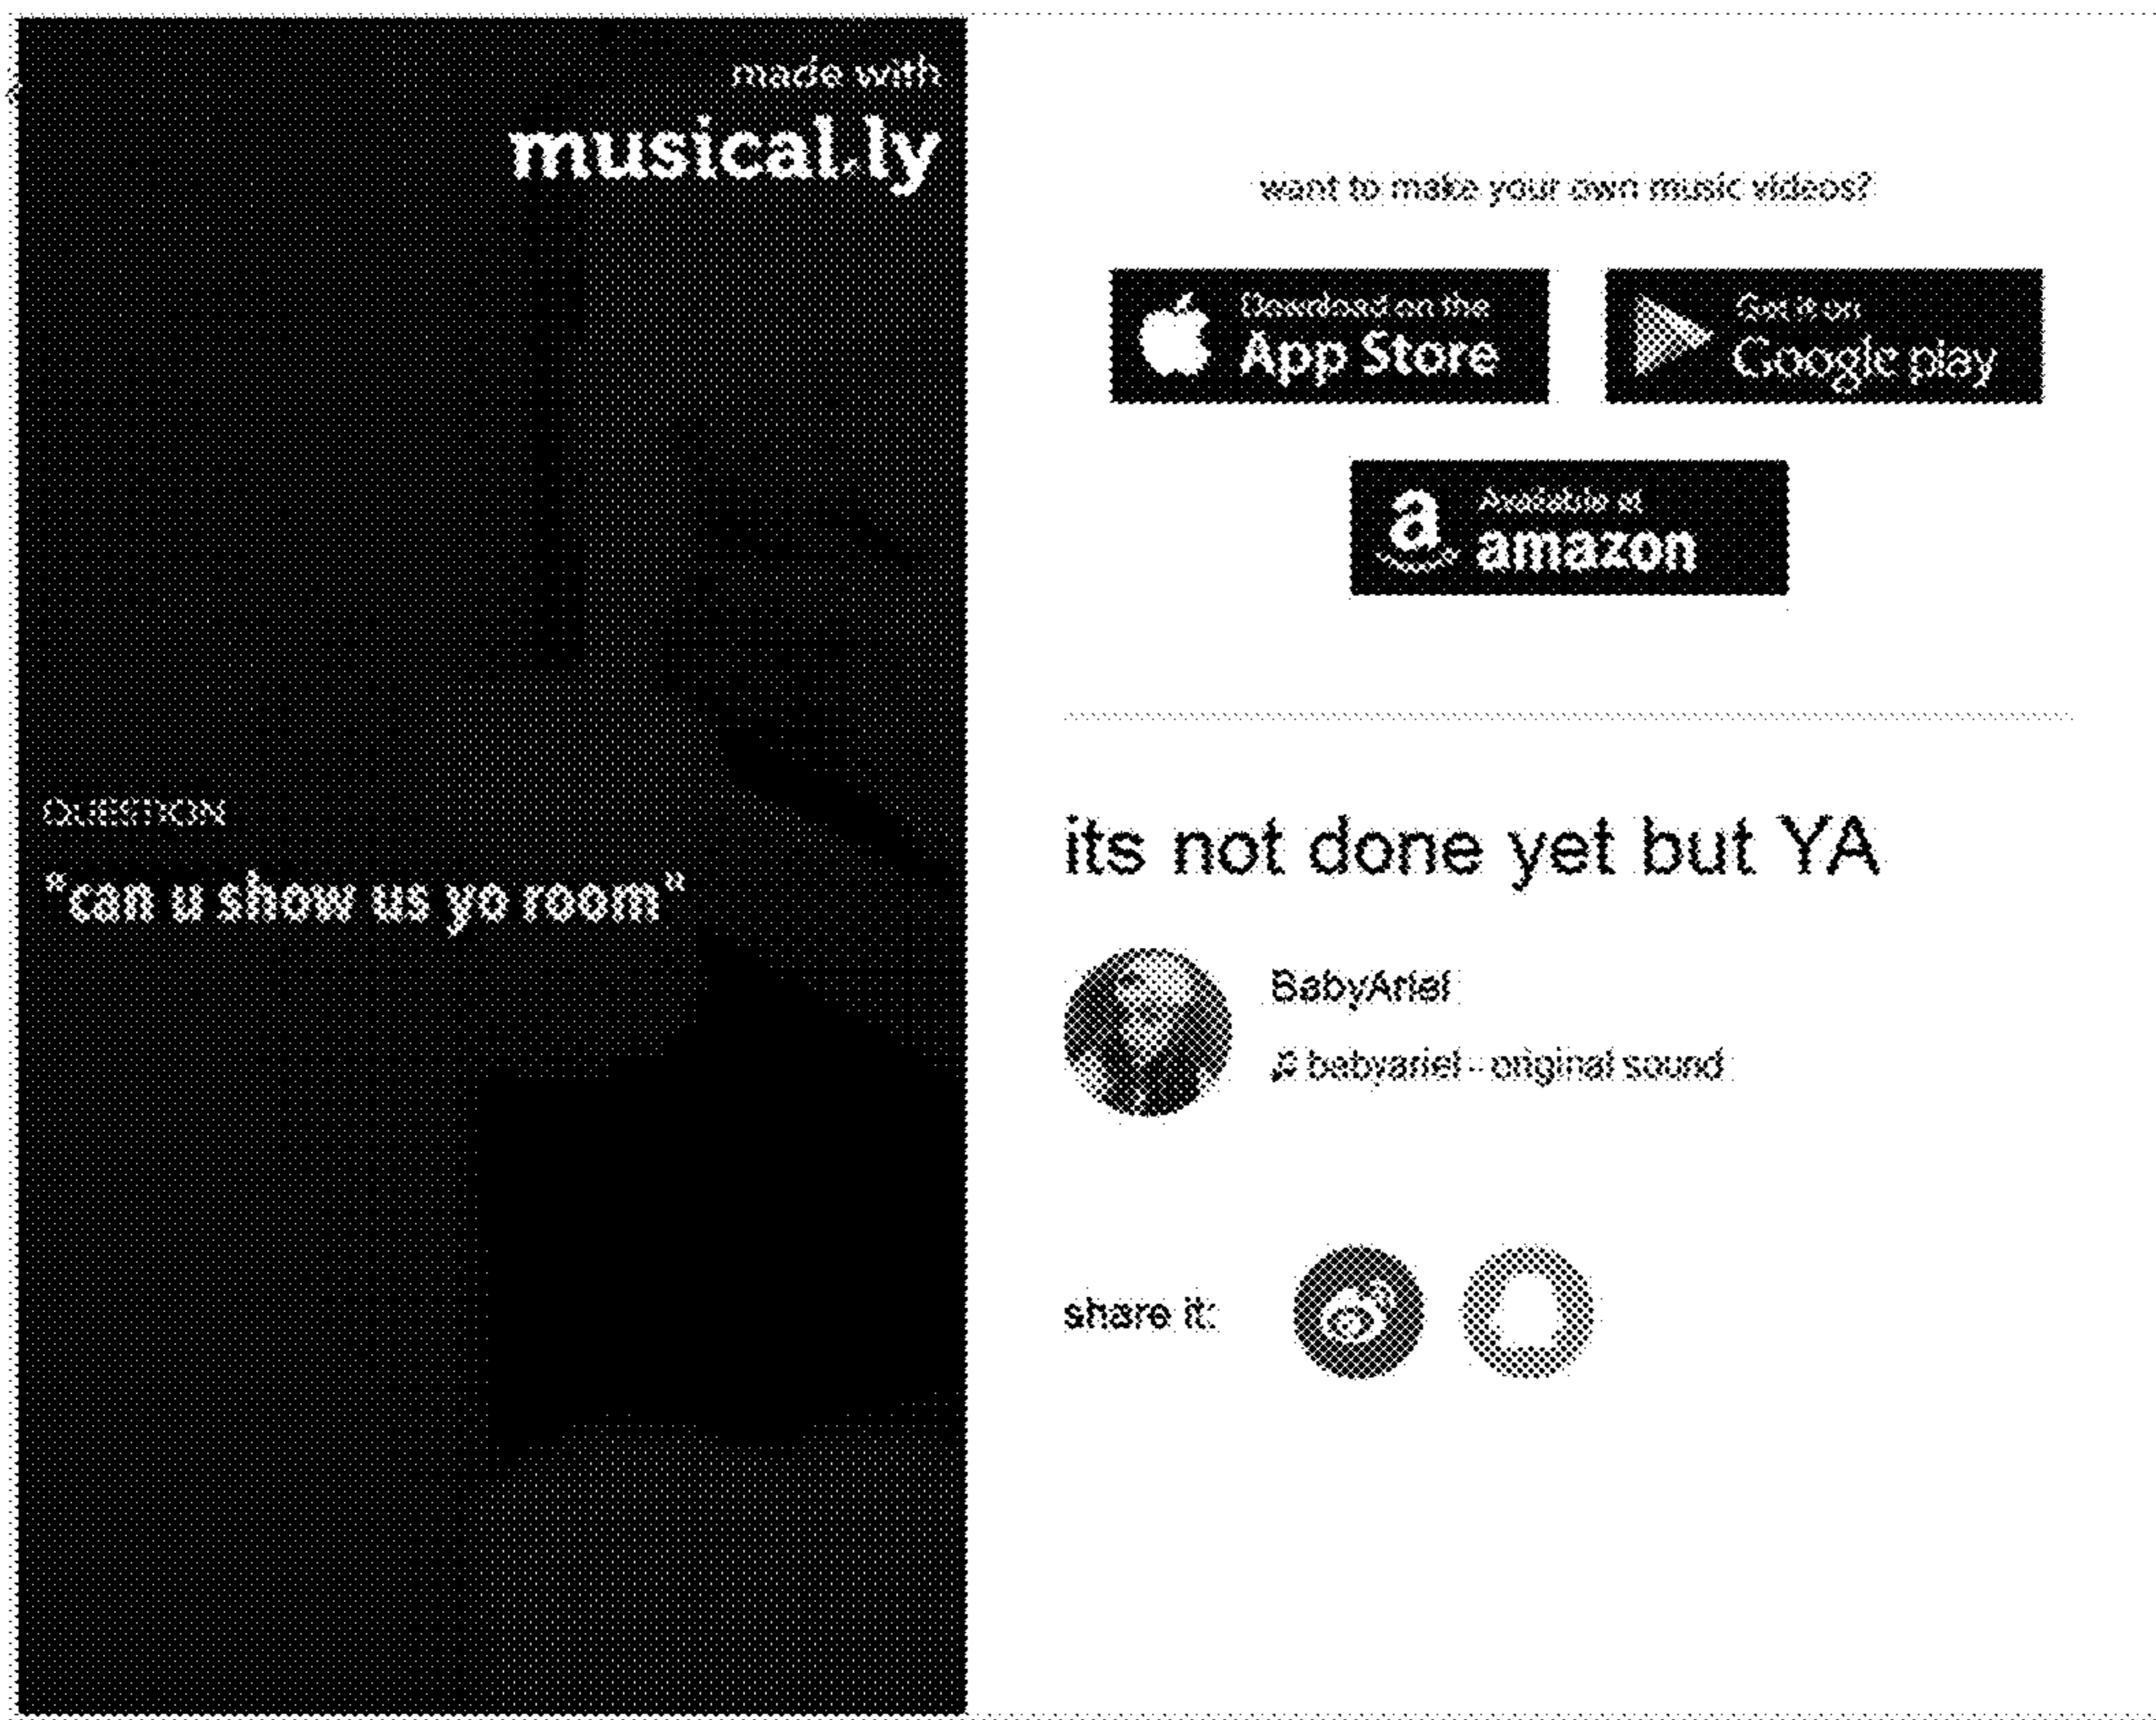 made with
musical.ly
QUESTION
"can u show us yo room"
want to make your own music videos?
Download on the
App Store
Get it on
Google play
a
Available at
amazon
its not done yet but YA
BabyAriel
babyariel - original sound
share it: